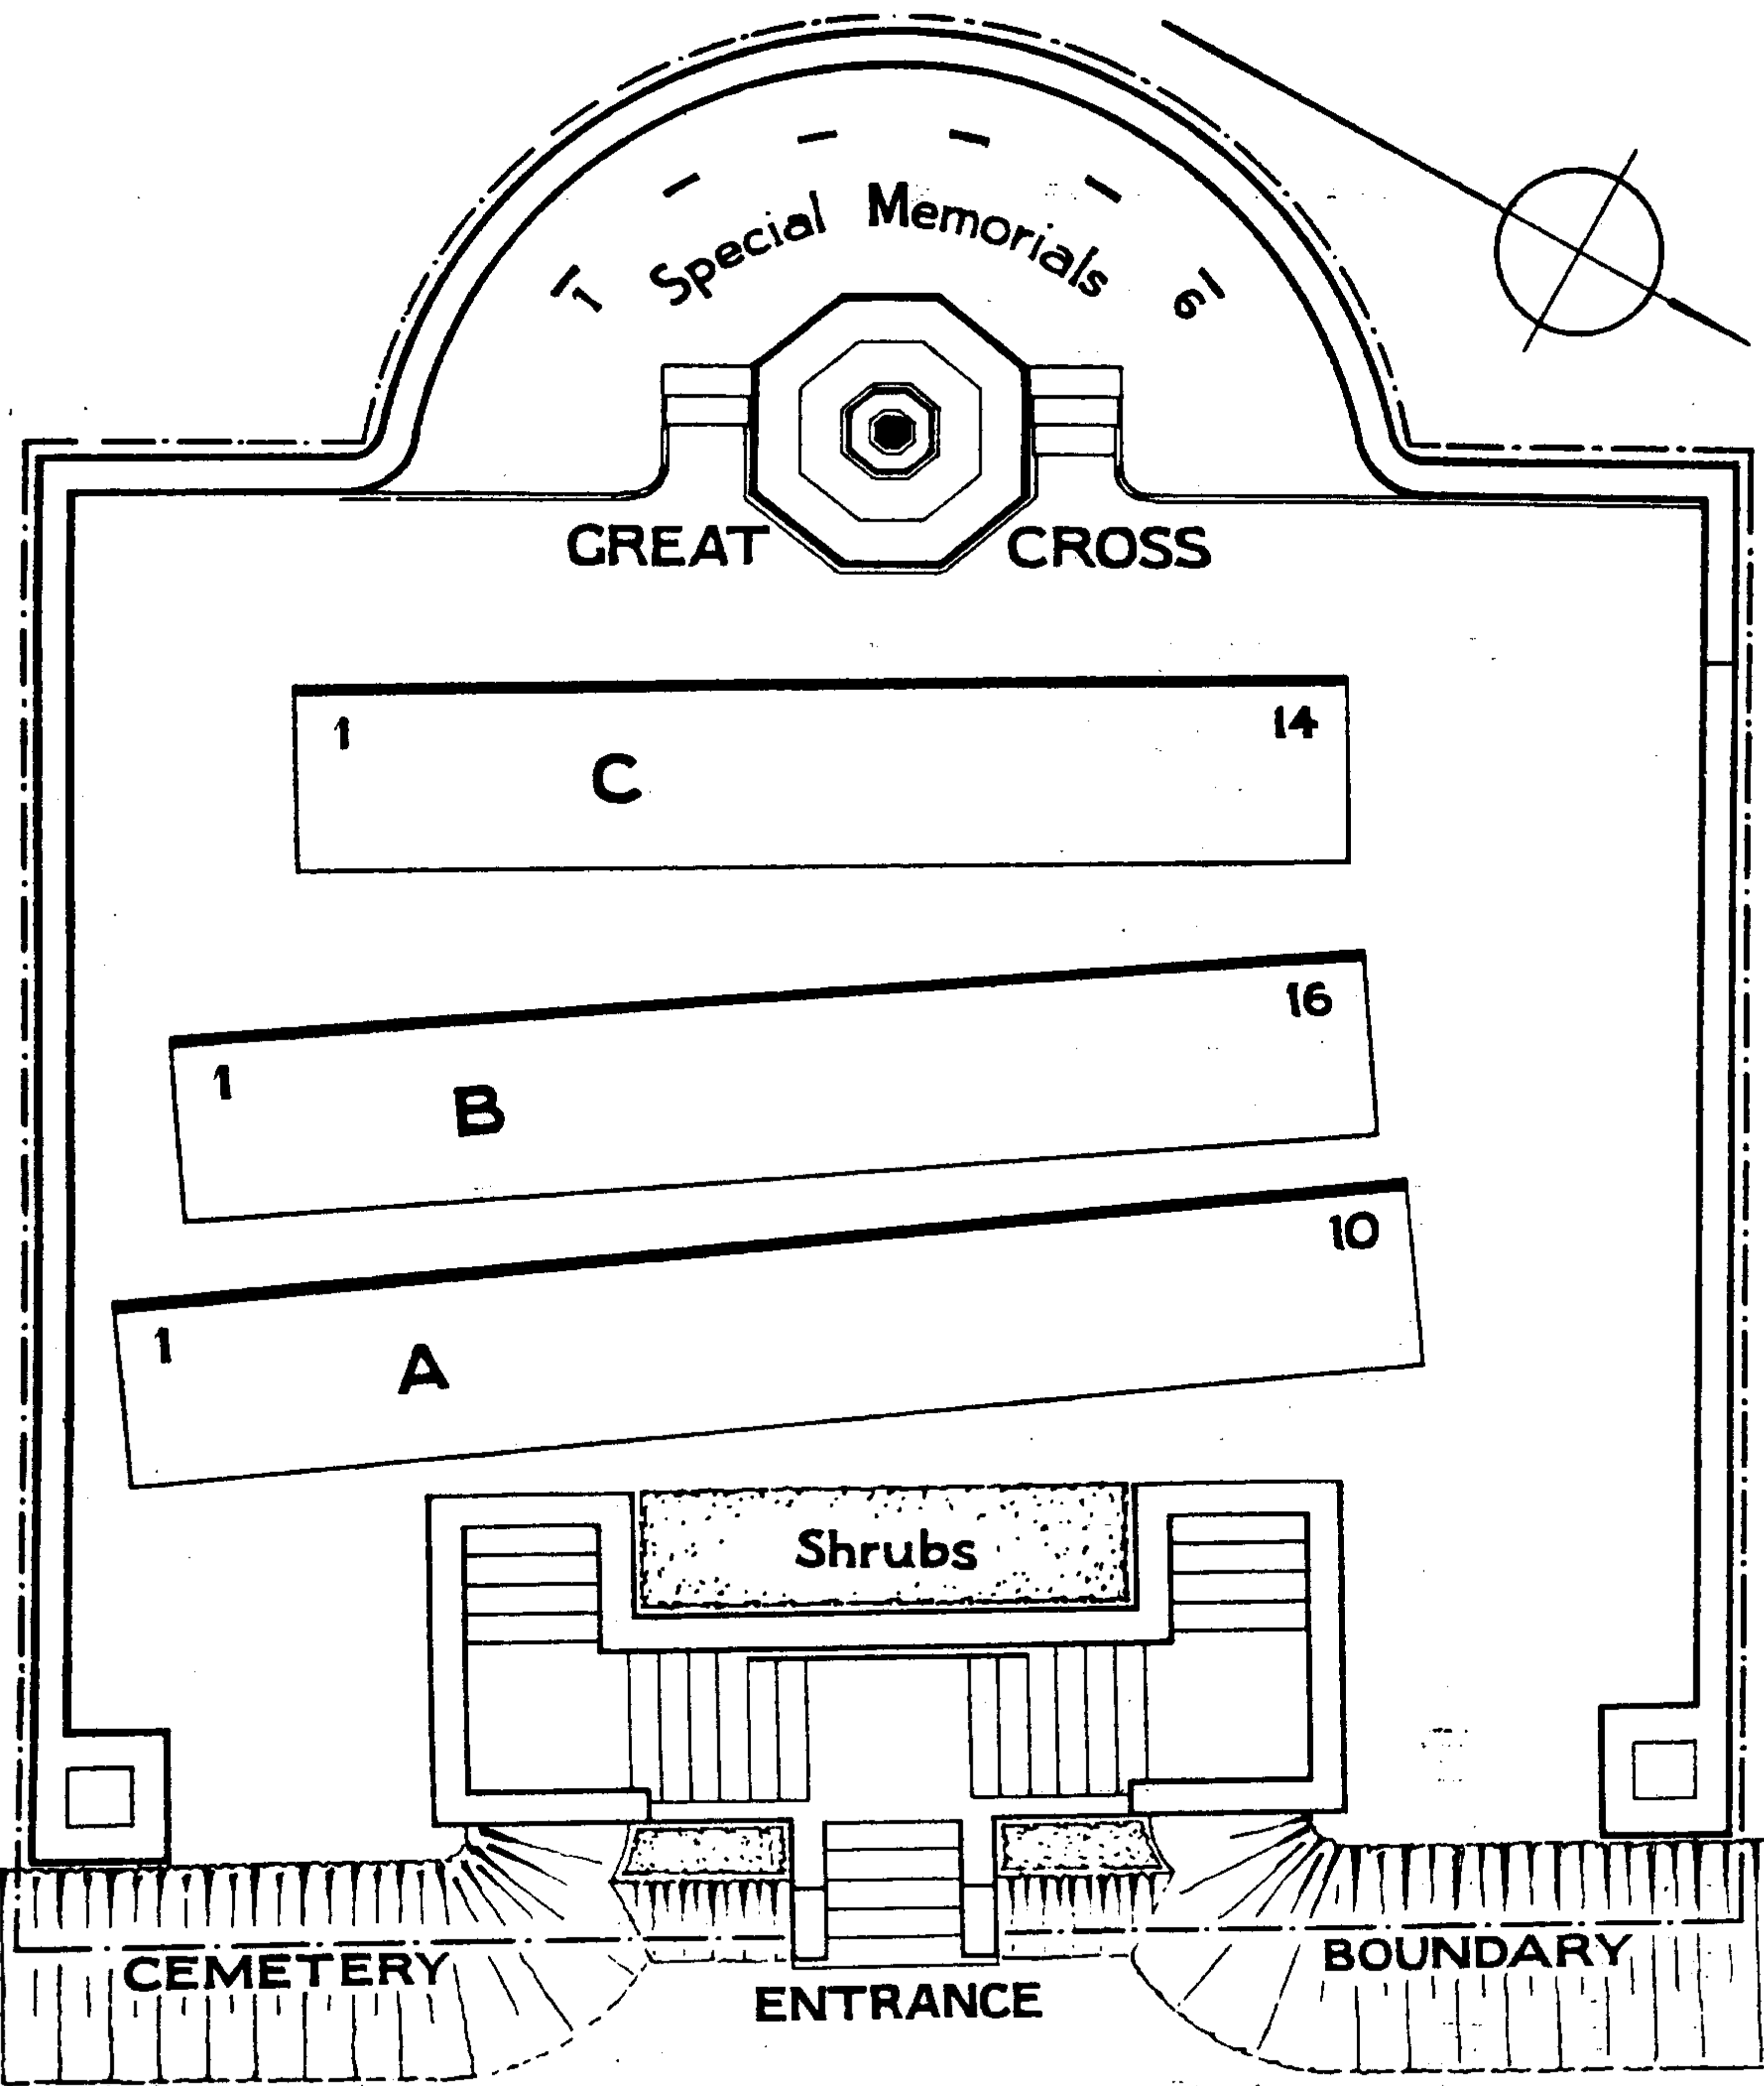 Special Memorials
1 6
GREAT CROSS
1 14
C
16
1 B
10
1 A
Shrubs
CEMETERY BOUNDARY
ENTRANCE